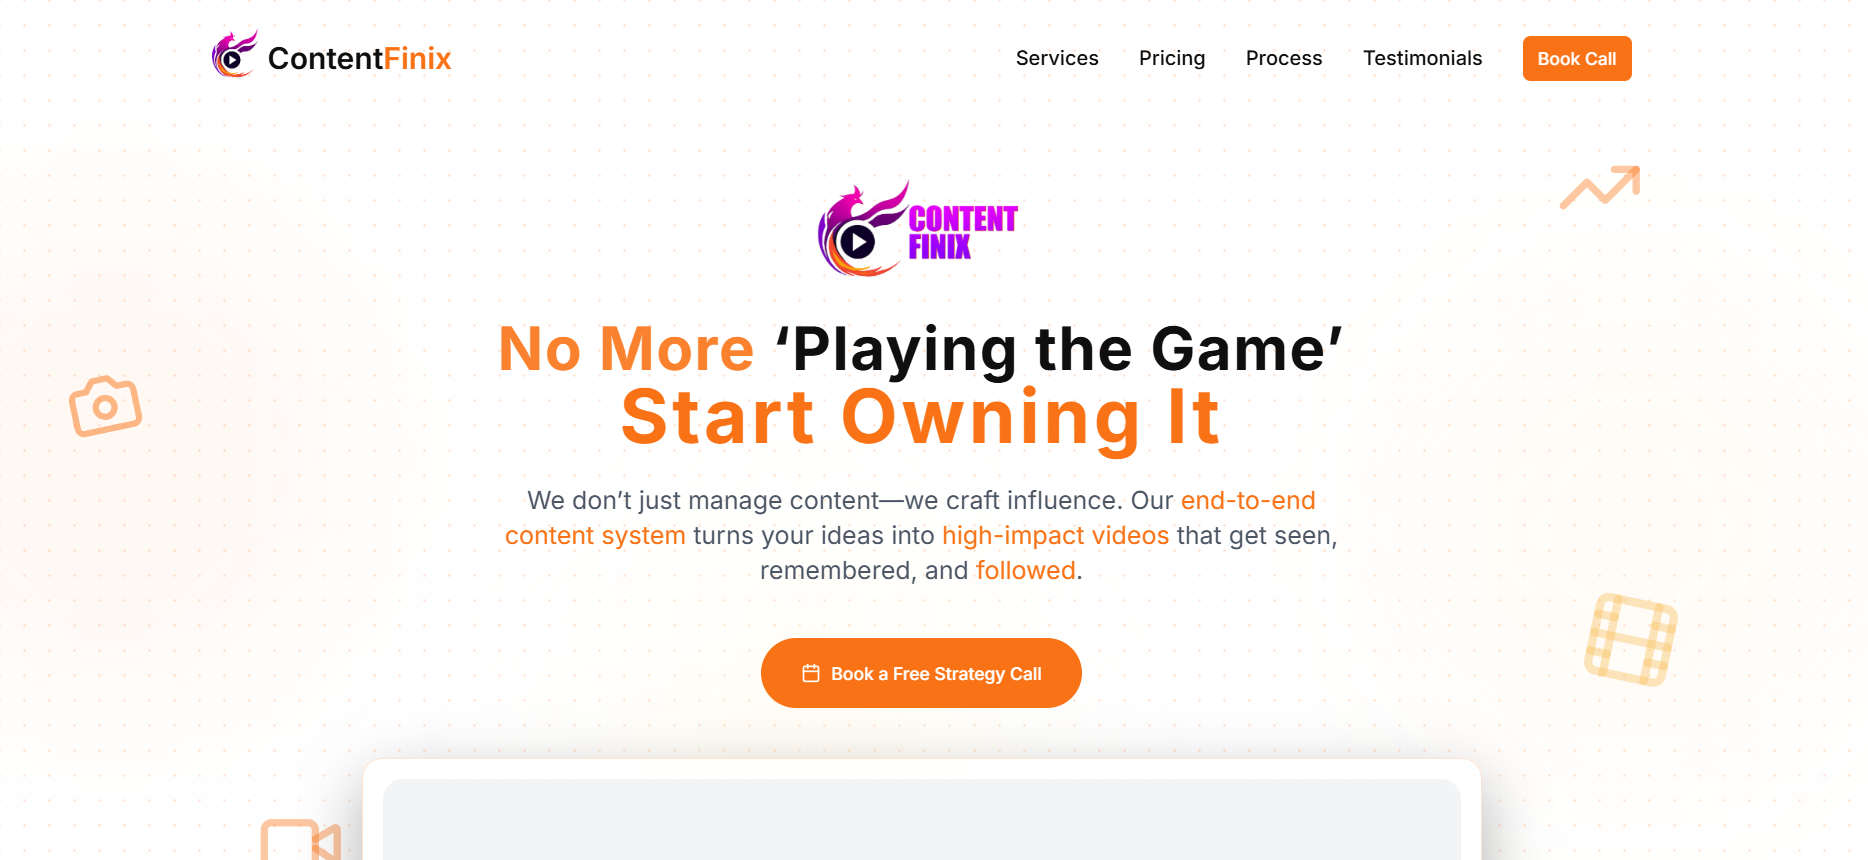 ContentFinix
Services
Pricing
Process
Testimonials
Book Call
CONTENT
FINIX
No More ‘Playing the Game’
Start Owning It
We don’t just manage content—we craft influence. Our end-to-end
content system turns your ideas into high-impact videos that get seen,
remembered, and followed.
Book a Free Strategy Call